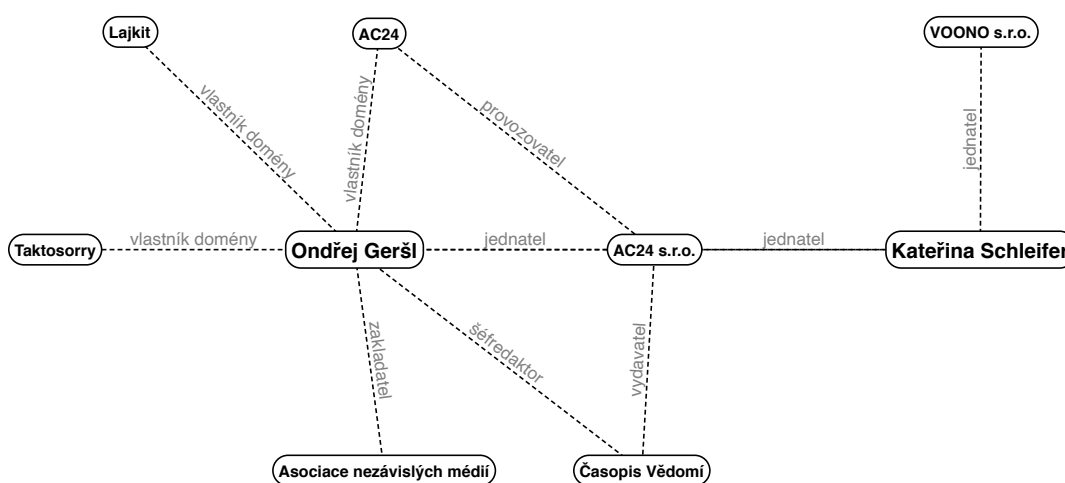 Lajkit
AC24
VOONO s.r.o.
vlastník domény
vlastník domény
provozovatel
jednatel
Taktosorry
vlastník domény
Ondřej Geršl
jednatel
AC24 s.r.o.
jednatel
Kateřina Schleifer
zakladatel
šéfredaktor
vydavatel
Asociace nezávislých médií
Časopis Vědomí